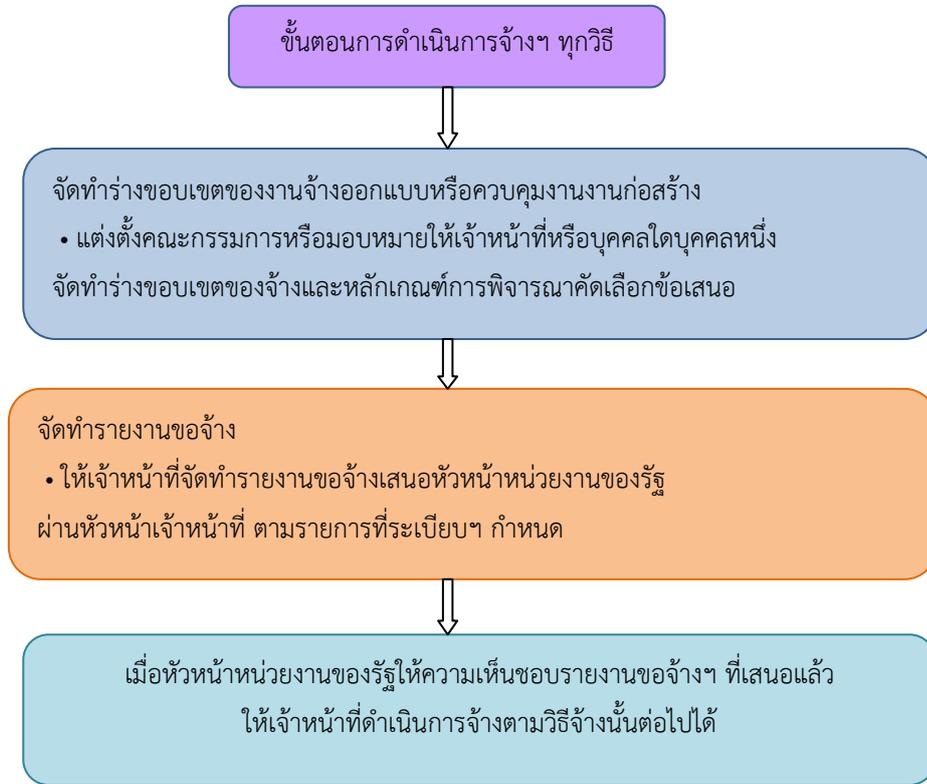 ขั้นตอนการดำเนินการจ้างฯ ทุกวิธี
จัดทำร่างขอบเขตของงานจ้างออกแบบหรือควบคุมงานงานก่อสร้าง
• แต่งตั้งคณะกรรมการหรือมอบหมายให้เจ้าหน้าที่หรือบุคคลใดบุคคลหนึ่ง
จัดทำร่างขอบเขตของจ้างและหลักเกณฑ์การพิจารณาคัดเลือกข้อเสนอ
จัดทำรายงานขอจ้าง
• ให้เจ้าหน้าที่จัดทำรายงานขอจ้างเสนอหัวหน้าหน่วยงานของรัฐ
ผ่านหัวหน้าเจ้าหน้าที่ ตามรายการที่ระเบียบฯ กำหนด
เมื่อหัวหน้าหน่วยงานของรัฐให้ความเห็นชอบรายงานขอจ้างฯ ที่เสนอแล้ว
ให้เจ้าหน้าที่ดำเนินการจ้างตามวิธีจ้างนั้นต่อไปได้